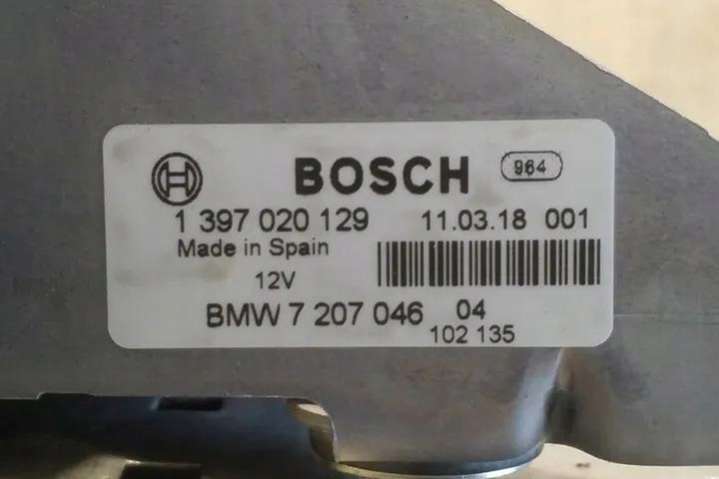 BOSCH 964
1 397 020 129 11.03.18 001
Made in Spain
12V
BMW 7 207 046 04
102 135